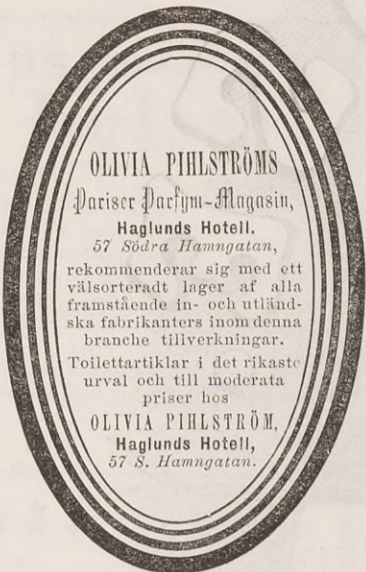 OLIVIA PIHLSTRÖMS
Pariser Parfym-Magasin,
Haglunds Hotell.
57 Södra Hamngatan,
rekommenderar sig med ett
välsorteradt lager af alla
framstående in- och utländ-
ska fabrikanters inom denna
branche tillverkningar.
Toilettartiklar i det rikaste
urval och till moderata
priser hos
OLIVIA PIHLSTRÖM,
Haglunds Hotell,
57 S. Hamngatan.